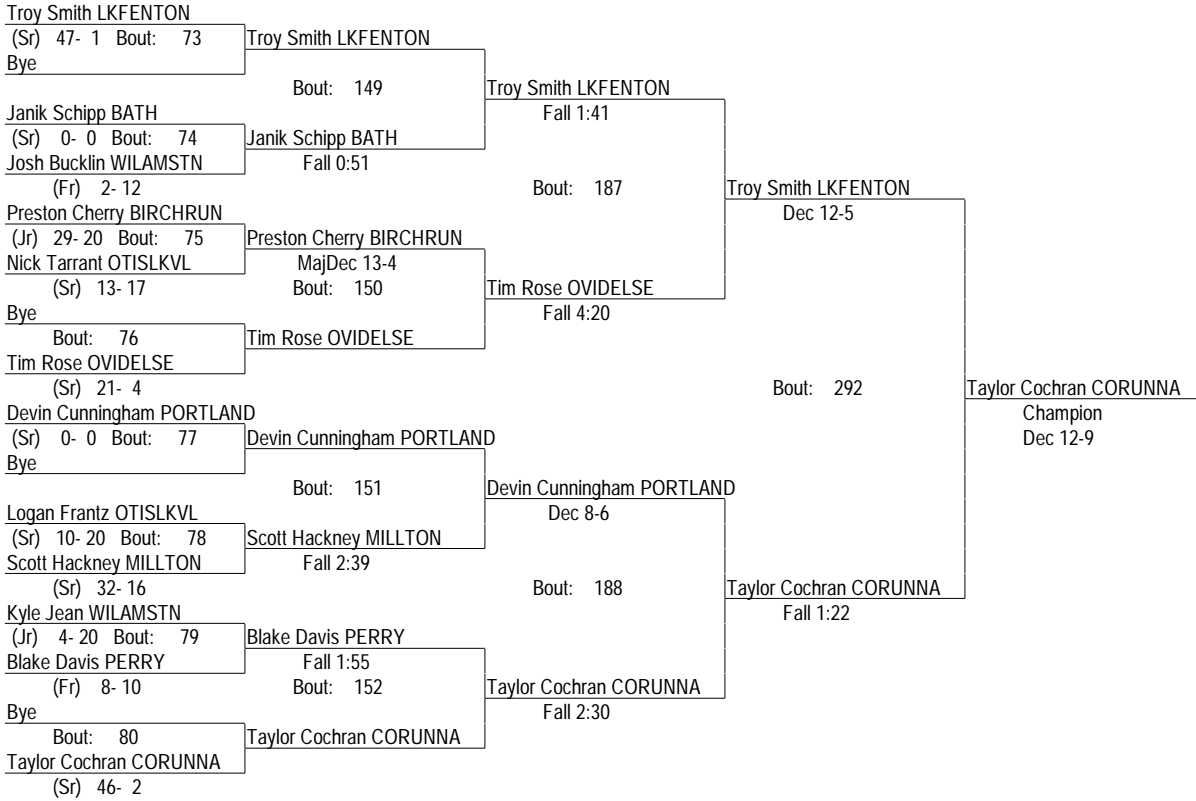 Troy Smith LKFENTON
(Sr) 47- 1 Bout: 73 Troy Smith LKFENTON
Bye
Bout: 149 Troy Smith LKFENTON
Janik Schipp BATH Fall 1:41
(Sr) 0- 0 Bout: 74 Janik Schipp BATH
Josh Bucklin WILAMSTN Fall 0:51
(Fr) 2- 12 Bout: 187 Troy Smith LKFENTON
Preston Cherry BIRCHRUN Dec 12-5
(Jr) 29- 20 Bout: 75 Preston Cherry BIRCHRUN
Nick Tarrant OTISLKVL MajDec 13-4
(Sr) 13- 17 Bout: 150 Tim Rose OVIDELSE
Bye Fall 4:20
Bout: 76 Tim Rose OVIDELSE
Tim Rose OVIDELSE
(Sr) 21- 4 Bout: 292 Taylor Cochran CORUNNA
Devin Cunningham PORTLAND Champion
(Sr) 0- 0 Bout: 77 Devin Cunningham PORTLAND Dec 12-9
Bye
Bout: 151 Devin Cunningham PORTLAND
Logan Frantz OTISLKVL Dec 8-6
(Sr) 10- 20 Bout: 78 Scott Hackney MILLTON
Scott Hackney MILLTON Fall 2:39
(Sr) 32- 16 Bout: 188 Taylor Cochran CORUNNA
Kyle Jean WILAMSTN Fall 1:22
(Jr) 4- 20 Bout: 79 Blake Davis PERRY
Blake Davis PERRY Fall 1:55
(Fr) 8- 10 Bout: 152 Taylor Cochran CORUNNA
Bye Fall 2:30
Bout: 80 Taylor Cochran CORUNNA
Taylor Cochran CORUNNA
(Sr) 46- 2